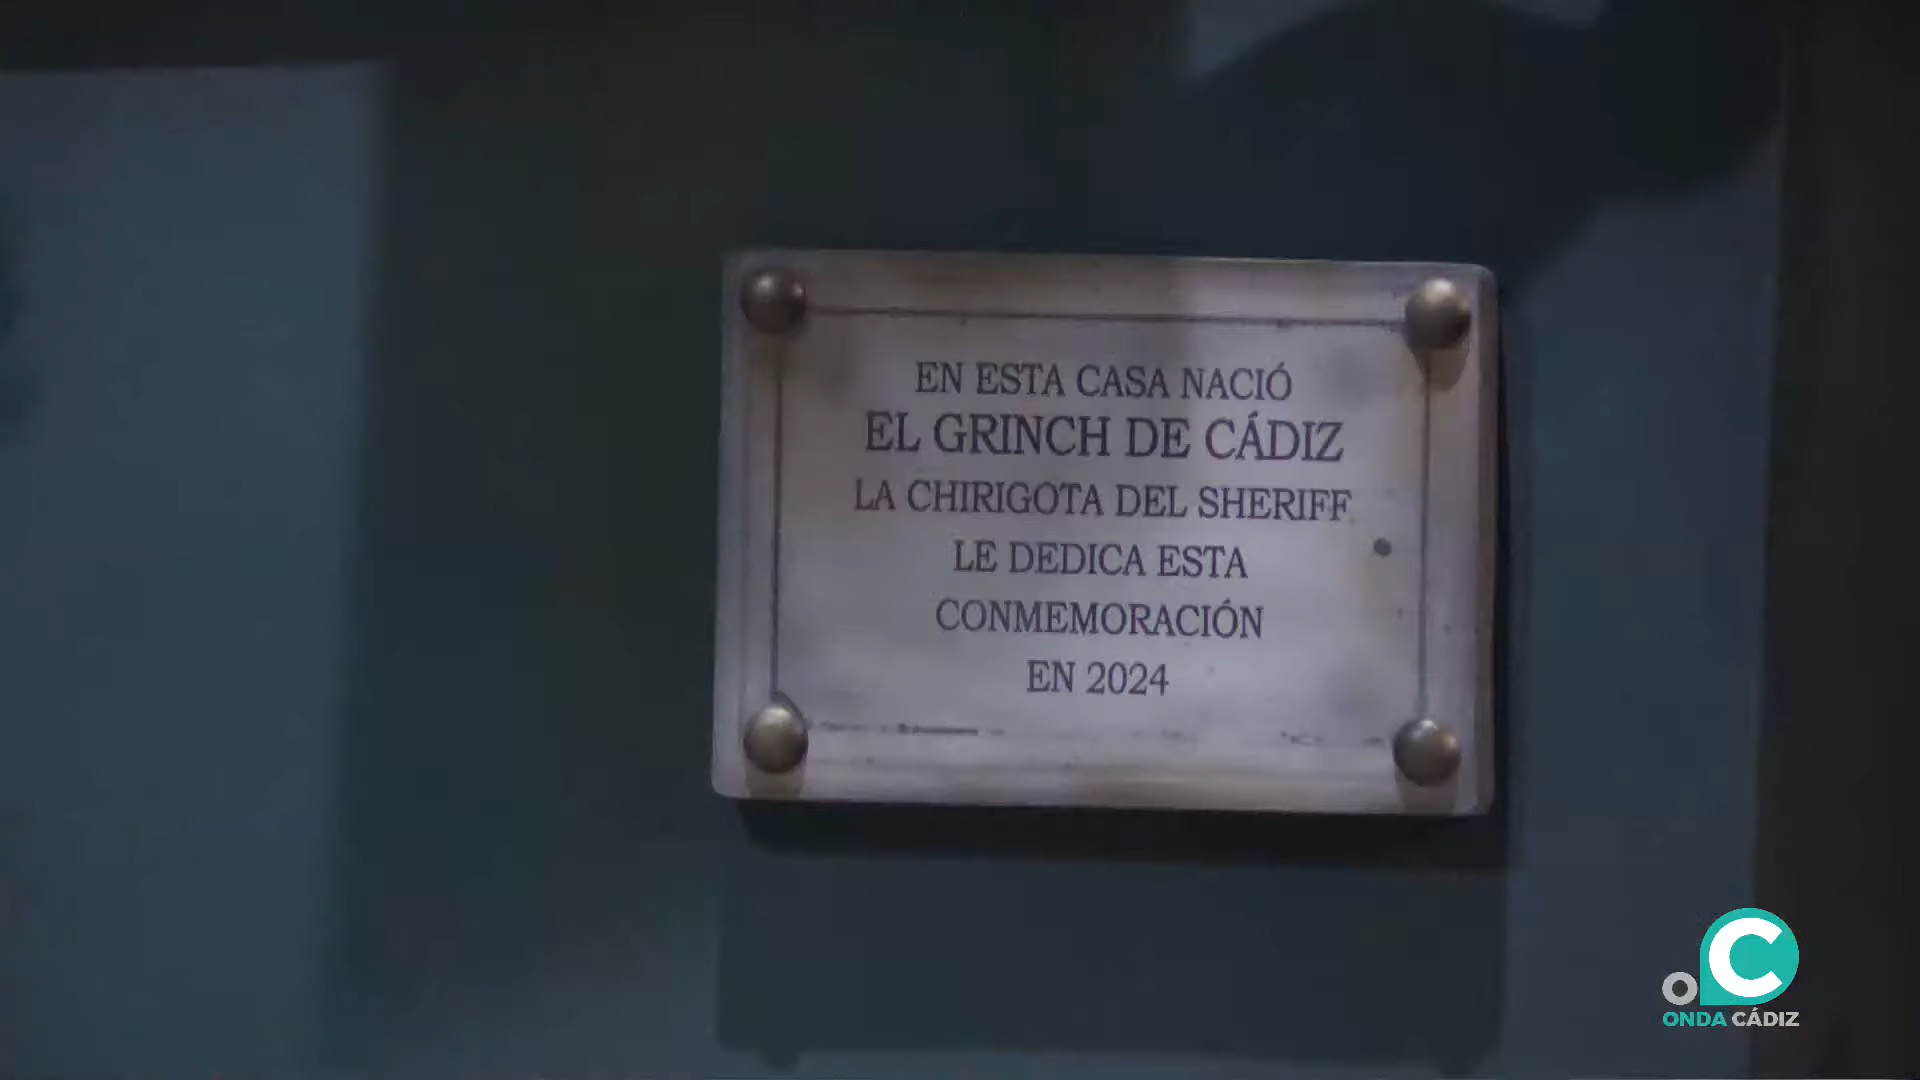 EN ESTA CASA NACIÓ
EL GRINCH DE CÁDIZ
LA CHIRIGOTA DEL SHERIFF
LE DEDICA ESTA
CONMEMORACIÓN
EN 2024
OC
ONDA CÁDIZ